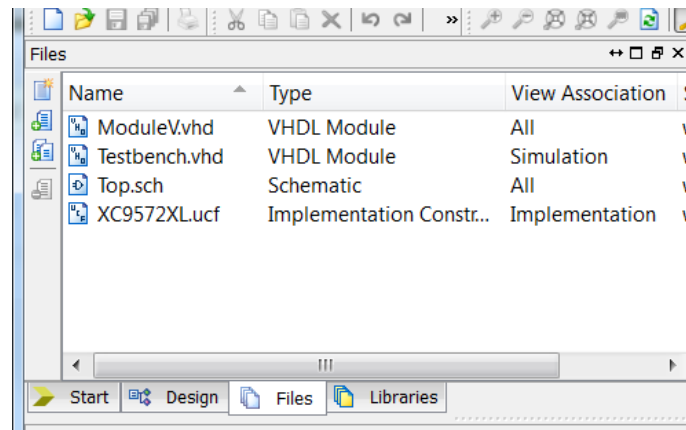 »
Files
Name Type View Association
ModuleV.vhd VHDL Module All
Testbench.vhd VHDL Module Simulation
Top.sch Schematic All
XC9572XL.ucf Implementation Constr... Implementation
Start Design Files Libraries